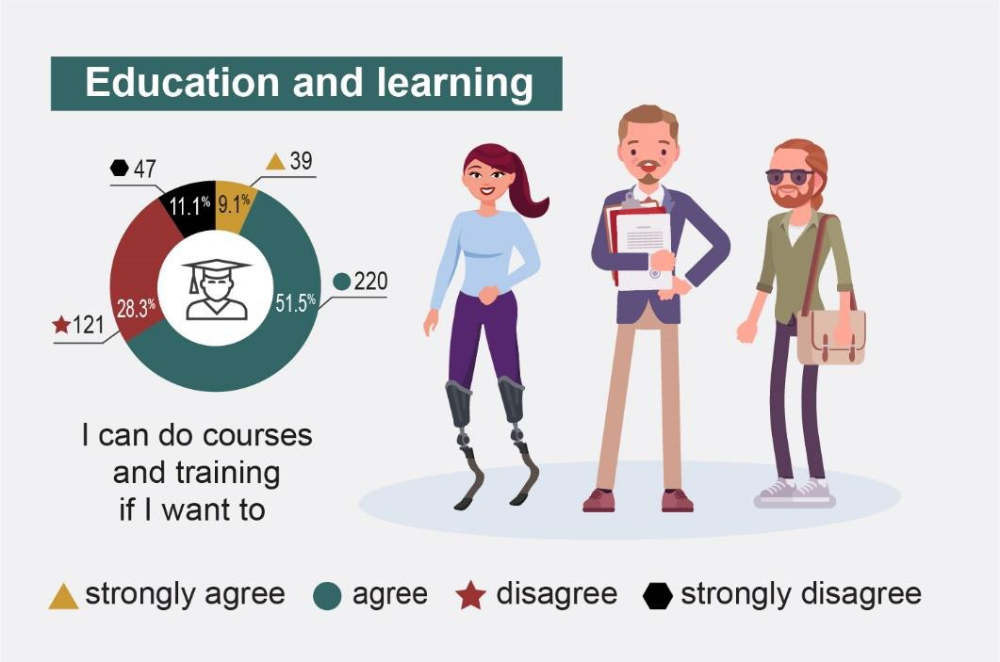 Education and learning
47
39
11.1%
9.1%
220
51.5%
28.3%
121
I can do courses
and training
if I want to
strongly agree agree disagree strongly disagree